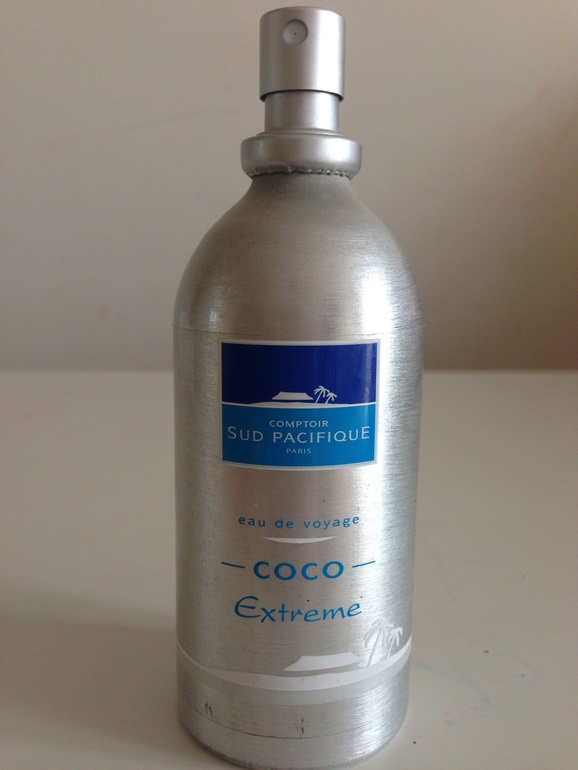 COMPTOIR
SUD PACIFIQUE
PARIS
eau de voyage
COCO
Extreme